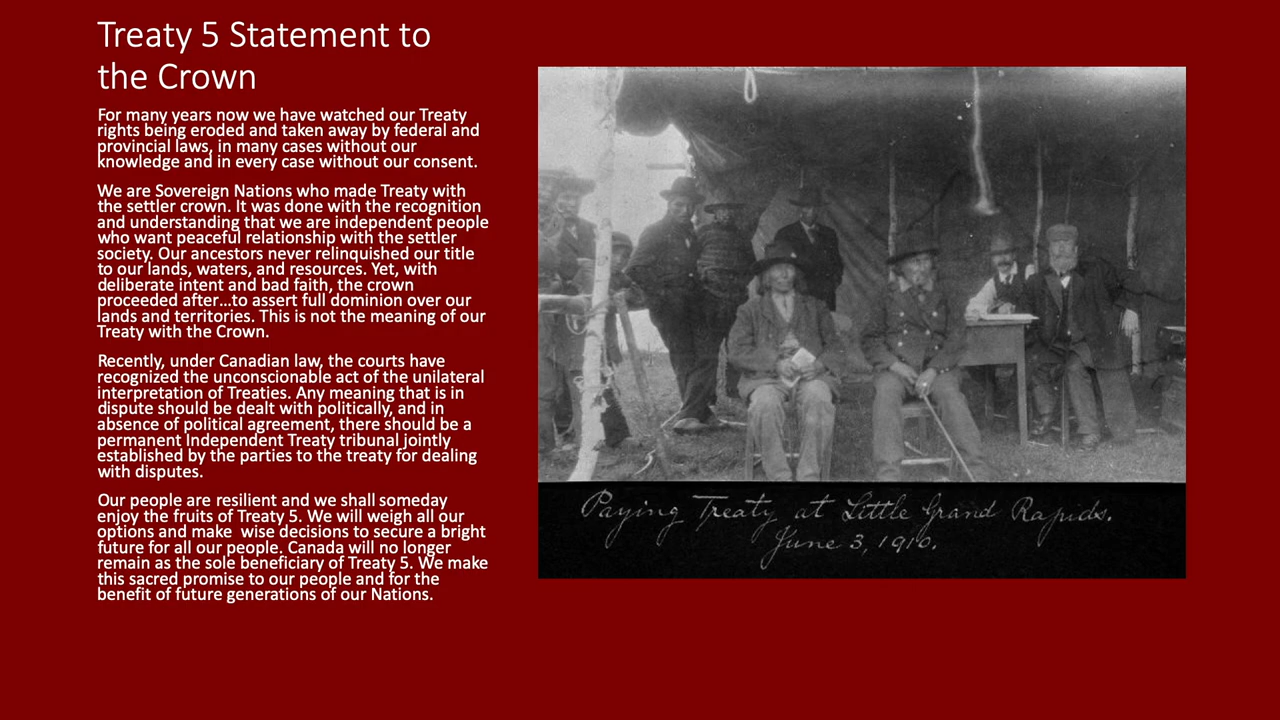 Treaty 5 Statement to
the Crown
For many years now we have watched our Treaty
rights being eroded and taken away by federal and
provincial laws, in many cases without our
knowledge and in every case without our consent.
We are Sovereign Nations who made Treaty with
the settler crown. It was done with the recognition
and understanding that we are independent people
who want peaceful relationship with the settler
society. Our ancestors never relinquished our title
to our lands, waters, and resources. Yet, with
deliberate intent and bad faith, the crown
proceeded after…to assert full dominion over our
lands and territories. This is not the meaning of our
Treaty with the Crown.
Recently, under Canadian law, the courts have
recognized the unconscionable act of the unilateral
interpretation of Treaties. Any meaning that is in
dispute should be dealt with politically, and in
absence of political agreement, there should be a
permanent Independent Treaty tribunal jointly
established by the parties to the treaty for dealing
with disputes.
Our people are resilient and we shall someday
enjoy the fruits of Treaty 5. We will weigh all our
options and make  wise decisions to secure a bright
future for all our people. Canada will no longer
remain as the sole beneficiary of Treaty 5. We make
this sacred promise to our people and for the
benefit of future generations of our Nations.
Paying Treaty at Little Grand Rapids.
June 3, 1910.